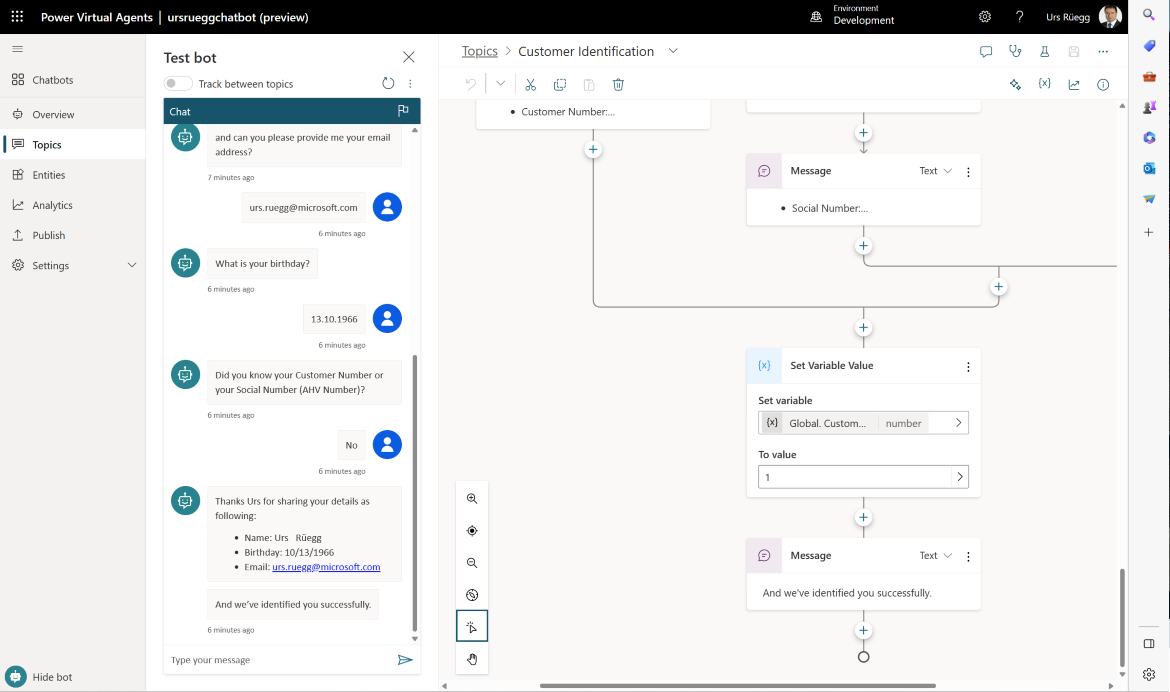 Power Virtual Agents | ursrueggchatbot (preview)
Environment
Development
?
Urs Rüegg
Chatbots
Overview
Topics
Entities
Analytics
Publish
Settings
Hide bot
Test bot
Track between topics
Chat
and can you please provide me your email
address?
7 minutes ago
urs.ruegg@microsoft.com
6 minutes ago
What is your birthday?
6 minutes ago
13.10.1966
6 minutes ago
Did you know your Customer Number or
your Social Number (AHV Number)?
6 minutes ago
No
6 minutes ago
Thanks Urs for sharing your details as
following:
• Name: Urs Rüegg
• Birthday: 10/13/1966
• Email: urs.ruegg@microsoft.com
And we've identified you successfully.
6 minutes ago
Type your message
Topics > Customer Identification
{x}
• Customer Number:...
Message Text
• Social Number:...
{x} Set Variable Value
Set variable
{x} Global. Custom... number
To value
1
Message Text
And we've identified you successfully.